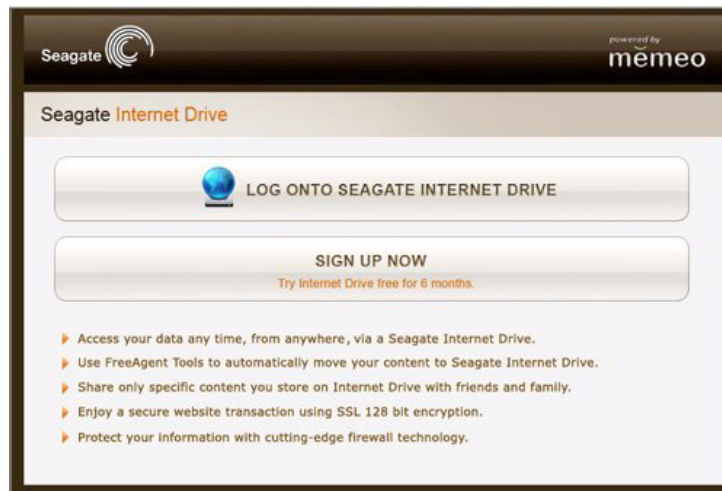 Seagate
powered by
memeo
Seagate Internet Drive
LOG ONTO SEAGATE INTERNET DRIVE
SIGN UP NOW
Try Internet Drive free for 6 months.
Access your data any time, from anywhere, via a Seagate Internet Drive.
Use FreeAgent Tools to automatically move your content to Seagate Internet Drive.
Share only specific content you store on Internet Drive with friends and family.
Enjoy a secure website transaction using SSL 128 bit encryption.
Protect your information with cutting-edge firewall technology.